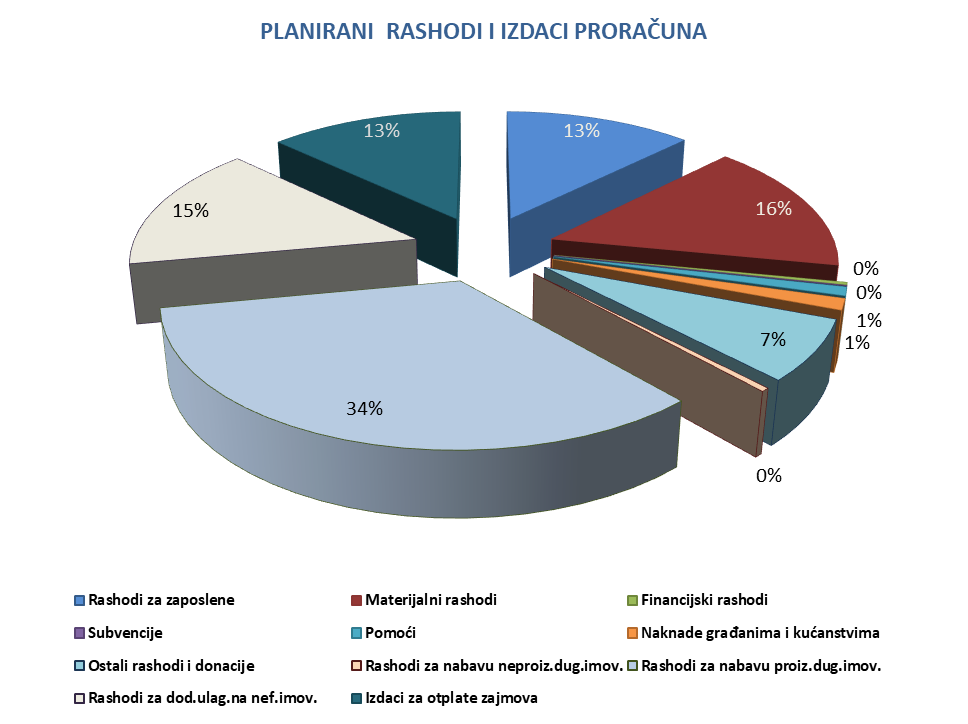 PLANIRANI RASHODI I IZDACI PRORAČUNA
13%
13%
16%
15%
0%
0%
1%
1%
7%
34%
0%
Rashodi za zaposlene
Materijalni rashodi
Financijski rashodi
Subvencije
Pomoći
Naknade građanima i kućanstvima
Ostali rashodi i donacije
Rashodi za nabavu neproiz.dug.imov.
Rashodi za nabavu proiz.dug.imov.
Rashodi za dod.ulag.na nef.imov.
Izdaci za otplate zajmova